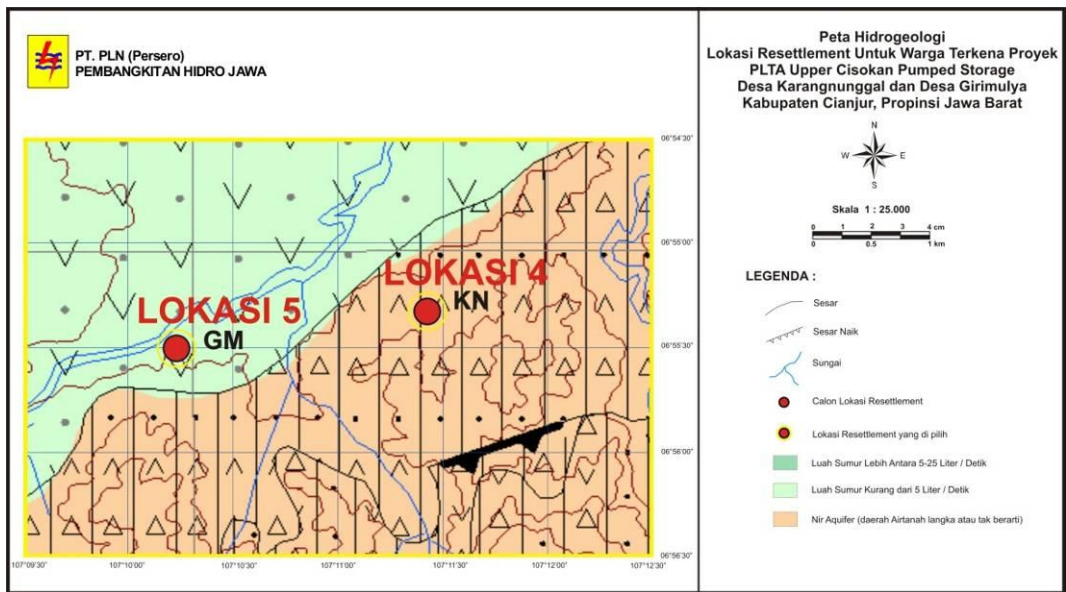 PT. PLN (Persero)
PEMBANGKITAN HIDRO JAWA
Peta Hidrogeologi
Lokasi Resettlement Untuk Warga Terkena Proyek
PLTA Upper Cisokan Pumped Storage
Desa Karangnunggal dan Desa Girimulya
Kabupaten Cianjur, Propinsi Jawa Barat
N
W E
S
Skala 1 : 25.000
0 1 2 3 4 cm
0 0.5 1 km
LEGENDA :
Sesar
Sesar Naik
Sungai
Calon Lokasi Resettlement
Lokasi Resettlement yang di pilih
Luah Sumur Lebih Antara 5-25 Liter / Detik
Luah Sumur Kurang dari 5 Liter / Detik
Nir Aquifer (daerah Airtanah langka atau tak berarti)
06°54'30"
06°55'00"
LOKASI 4
KN
LOKASI 5
GM
06°55'30"
06°56'00"
06°56'30"
107°09'30" 107°10'00" 107°10'30" 107°11'00" 107°11'30" 107°12'00" 107°12'30"